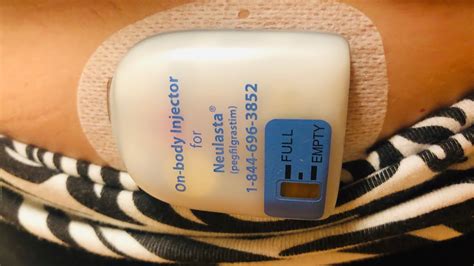 On-body Injector
for
Neulasta®
(pegfilgrastim)
1-844-696-3852
FULL
EMPTY